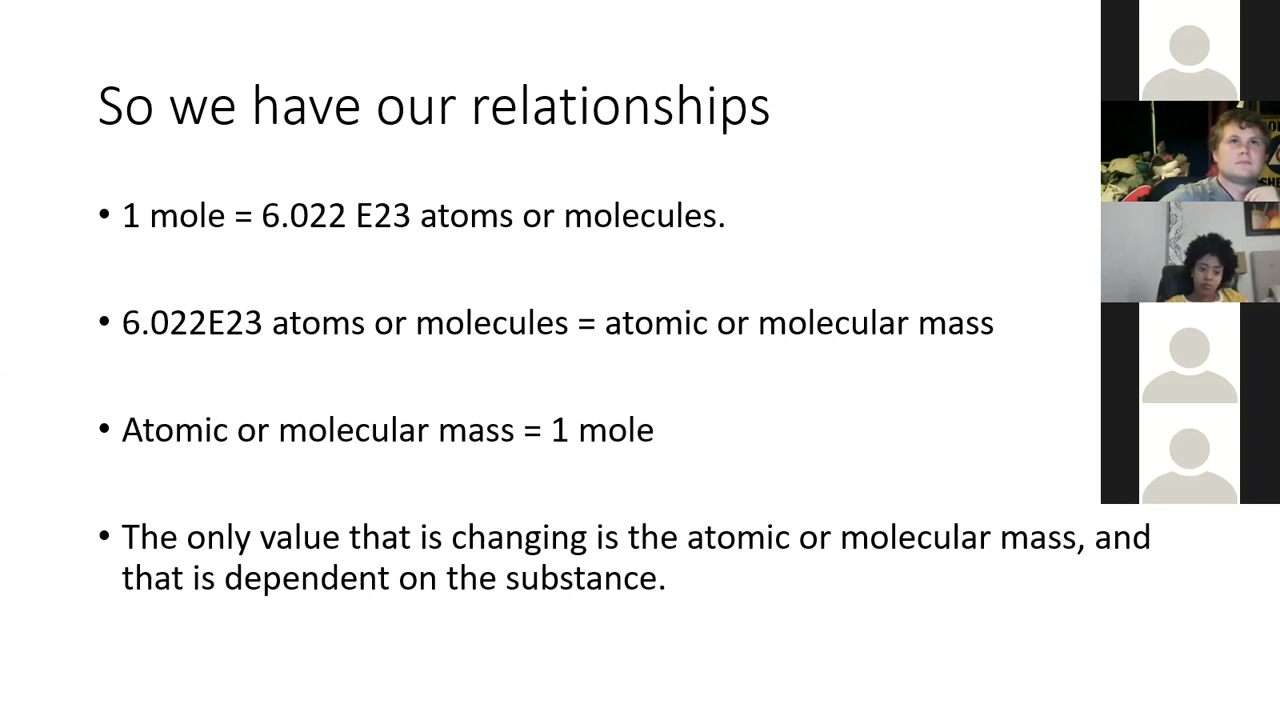 So we have our relationships
• 1 mole = 6.022 E23 atoms or molecules.
• 6.022E23 atoms or molecules = atomic or molecular mass
• Atomic or molecular mass = 1 mole
• The only value that is changing is the atomic or molecular mass, and
that is dependent on the substance.